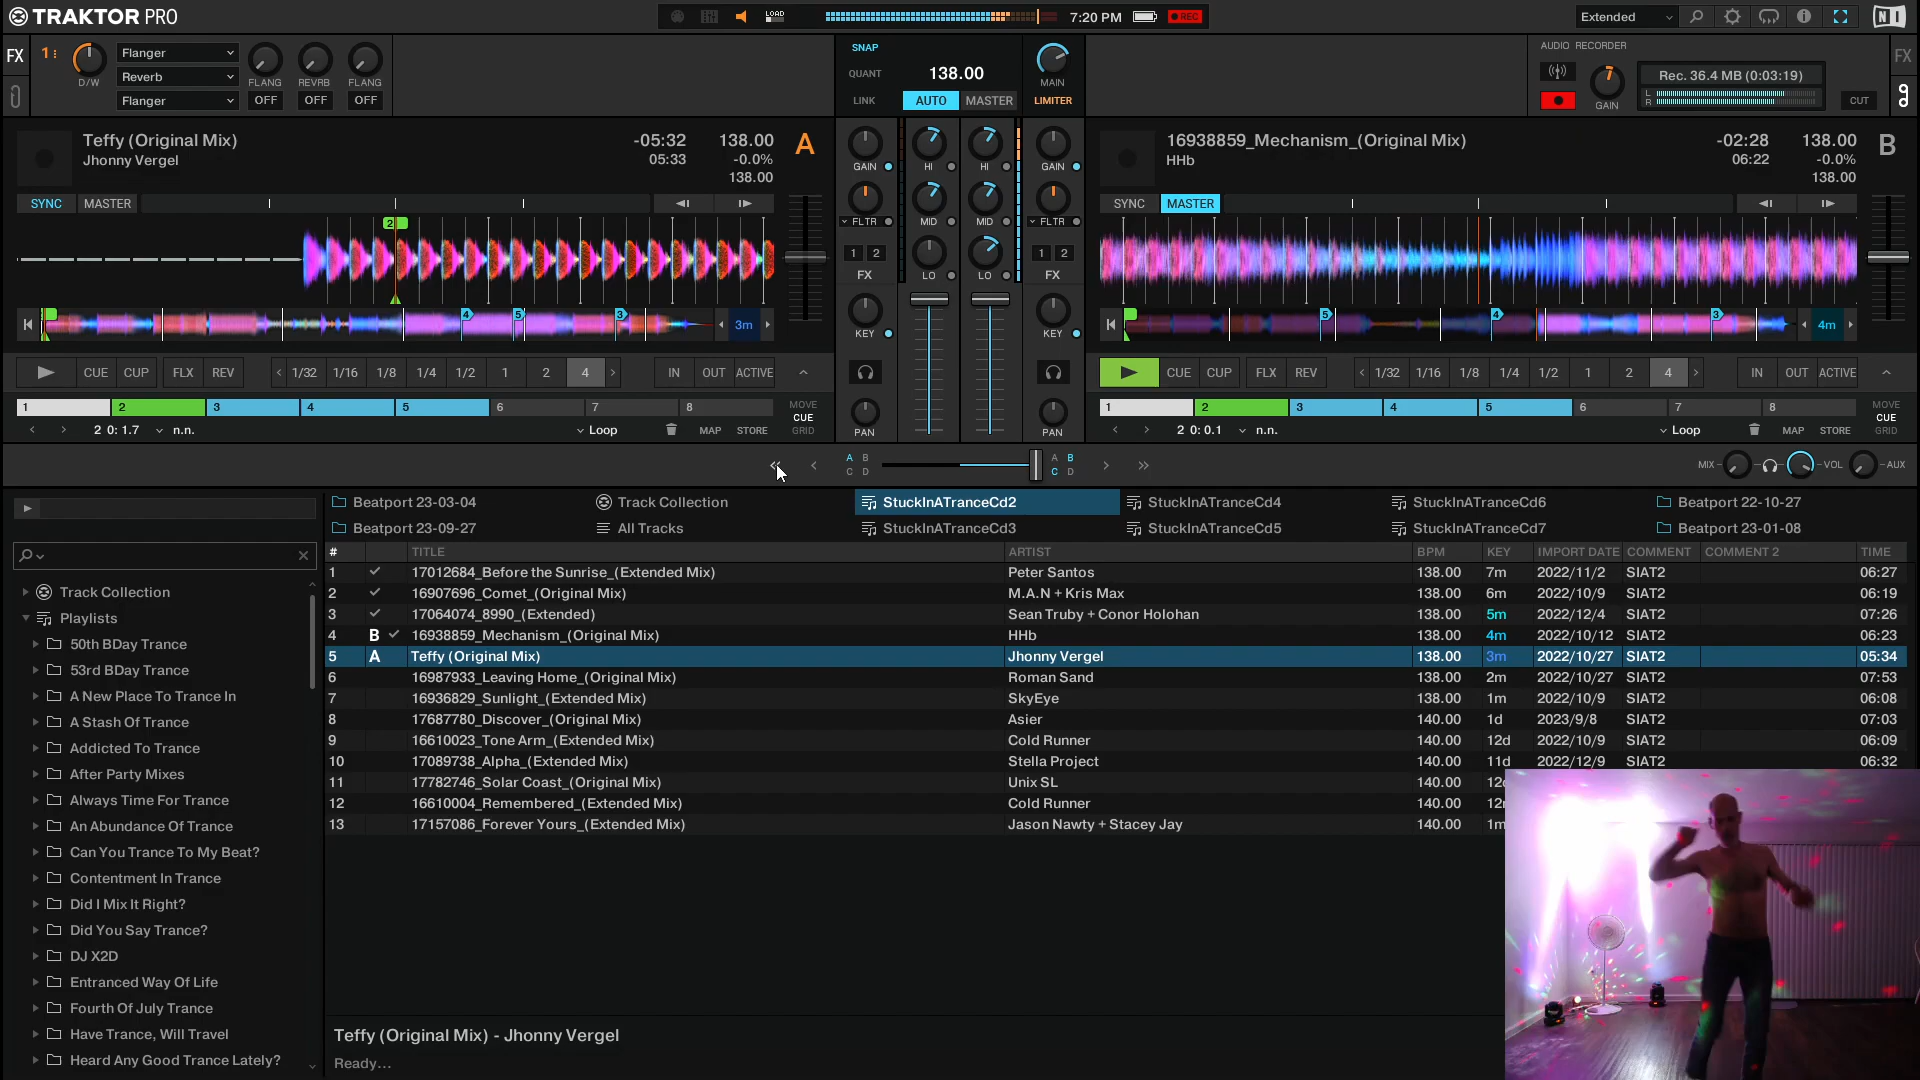 TRAKTOR PRO
LOAD
7:20 PM
REC
Extended
FX
1
D/W
Flanger
Reverb
Flanger
FLANG
REVRB
FLANG
OFF
OFF
OFF
SNAP
QUANT
LINK
138.00
AUTO
MASTER
MAIN
LIMITER
AUDIO RECORDER
GAIN
Rec. 36.4 MB (0:03:19)
L
R
CUT
FX
Teffy (Original Mix)
Jhonny Vergel
-05:32
05:33
138.00
-0.0%
138.00
A
SYNC
MASTER
2
4
5
3
3m
CUE
CUP
FLX
REV
1/32
1/16
1/8
1/4
1/2
1
2
4
IN
OUT
ACTIVE
1
2
3
4
5
6
7
8
MOVE
CUE
GRID
2 0: 1.7
n.n.
Loop
MAP
STORE
GAIN
HI
HI
GAIN
FLTR
MID
MID
FLTR
1
2
1
2
FX
LO
LO
FX
KEY
KEY
PAN
PAN
16938859_Mechanism_(Original Mix)
HHb
-02:28
06:22
138.00
-0.0%
138.00
B
SYNC
MASTER
5
4
3
4m
CUE
CUP
FLX
REV
1/32
1/16
1/8
1/4
1/2
1
2
4
IN
OUT
ACTIVE
1
2
3
4
5
6
7
8
MOVE
CUE
GRID
2 0: 0.1
n.n.
Loop
MAP
STORE
A B
C D
A B
C D
MIX
VOL
AUX
Beatport 23-03-04
Track Collection
StuckInATranceCd2
StuckInATranceCd4
StuckInATranceCd6
Beatport 22-10-27
Beatport 23-09-27
All Tracks
StuckInATranceCd3
StuckInATranceCd5
StuckInATranceCd7
Beatport 23-01-08
# TITLE ARTIST BPM KEY IMPORT DATE COMMENT COMMENT 2 TIME
1 17012684_Before the Sunrise_(Extended Mix) Peter Santos 138.00 7m 2022/11/2 SIAT2 06:27
2 16907696_Comet_(Original Mix) M.A.N + Kris Max 138.00 6m 2022/10/9 SIAT2 06:19
3 17064074_8990_(Extended) Sean Truby + Conor Holohan 138.00 5m 2022/12/4 SIAT2 07:26
4 B 16938859_Mechanism_(Original Mix) HHb 138.00 4m 2022/10/12 SIAT2 06:23
5 A Teffy (Original Mix) Jhonny Vergel 138.00 3m 2022/10/27 SIAT2 05:34
6 16987933_Leaving Home_(Original Mix) Roman Sand 138.00 2m 2022/10/27 SIAT2 07:53
7 16936829_Sunlight_(Extended Mix) SkyEye 138.00 1m 2022/10/9 SIAT2 06:08
8 17687780_Discover_(Original Mix) Asier 140.00 1d 2023/9/8 SIAT2 07:03
9 16610023_Tone Arm_(Extended Mix) Cold Runner 140.00 12d 2022/10/9 SIAT2 06:09
10 17089738_Alpha_(Extended Mix) Stella Project 140.00 11d 2022/12/9 SIAT2 06:32
11 17782746_Solar Coast_(Original Mix) Unix SL 140.00
12 16610004_Remembered_(Extended Mix) Cold Runner 140.00
13 17157086_Forever Yours_(Extended Mix) Jason Nawty + Stacey Jay 140.00
Track Collection
Playlists
50th BDay Trance
53rd BDay Trance
A New Place To Trance In
A Stash Of Trance
Addicted To Trance
After Party Mixes
Always Time For Trance
An Abundance Of Trance
Can You Trance To My Beat?
Contentment In Trance
Did I Mix It Right?
Did You Say Trance?
DJ X2D
Entranced Way Of Life
Fourth Of July Trance
Have Trance, Will Travel
Heard Any Good Trance Lately?
Teffy (Original Mix) - Jhonny Vergel
Ready...